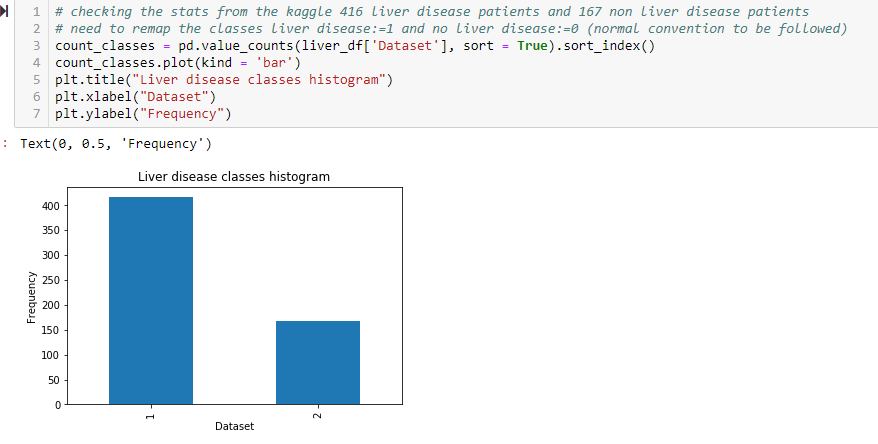 1 # checking the stats from the kaggle 416 liver disease patients and 167 non liver disease patients
2 # need to remap the classes liver disease:=1 and no liver disease:=0 (normal convention to be followed)
3 count_classes = pd.value_counts(liver_df['Dataset'], sort = True).sort_index()
4 count_classes.plot(kind = 'bar')
5 plt.title("Liver disease classes histogram")
6 plt.xlabel("Dataset")
7 plt.ylabel("Frequency")
: Text(0, 0.5, 'Frequency')
Liver disease classes histogram
400
350
300
250
200
150
100
50
0
Frequency
1
2
Dataset